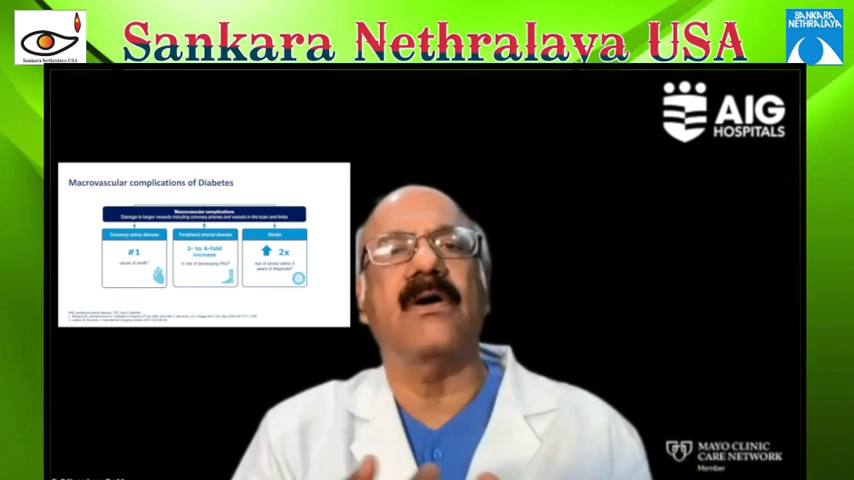 Sankara Nethralaya USA
Sankara Nethralaya USA
SANKARA
NETHRALAYA
AIG
HOSPITALS
Macrovascular complications of Diabetes
Macrovascular complications
Damage to larger vessels including coronary arteries and vessels in the brain and limbs
Coronary artery disease
#1
cause of death
Peripheral arterial disease
2- to 4-fold
increase
in risk of developing PAD
Stroke
2x
risk of stroke within 5
years of diagnosis
MAYO CLINIC
CARE NETWORK
Member